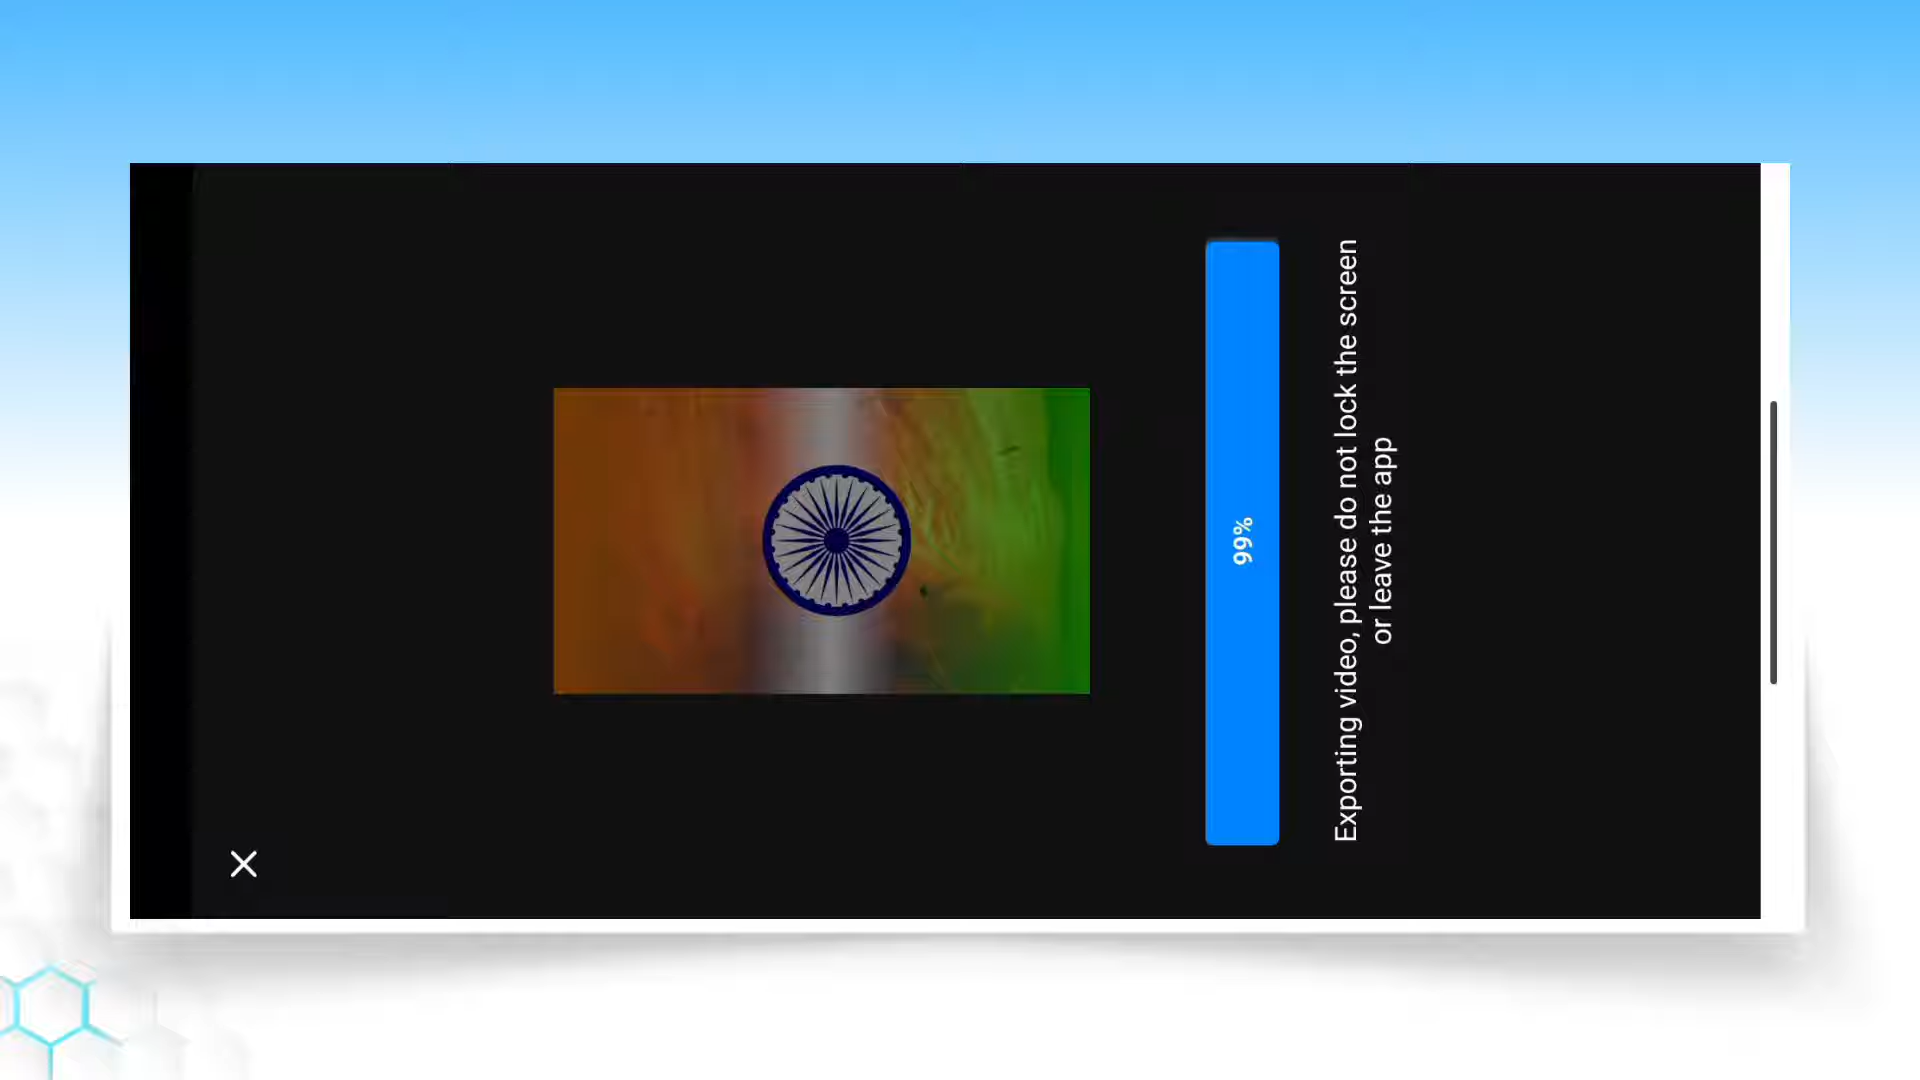 99%
Exporting video, please do not lock the screen
or leave the app